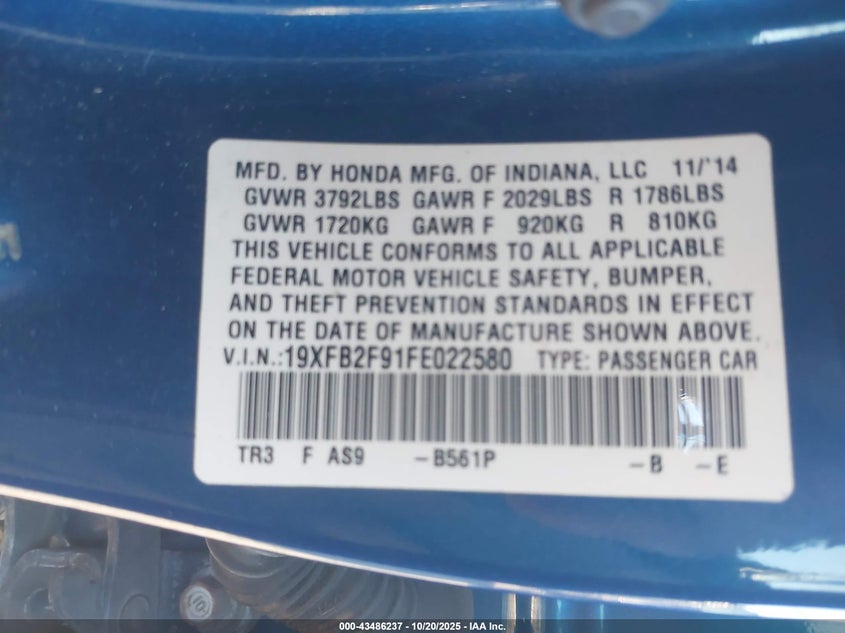 MFD. BY HONDA MFG. OF INDIANA, LLC 11/'14
GVWR 3792LBS GAWR F 2029LBS R 1786LBS
GVWR 1720KG GAWR F 920KG R 810KG
THIS VEHICLE CONFORMS TO ALL APPLICABLE
FEDERAL MOTOR VEHICLE SAFETY, BUMPER,
AND THEFT PREVENTION STANDARDS IN EFFECT
ON THE DATE OF MANUFACTURE SHOWN ABOVE.
V.I.N.:19XFB2F91FE022580 TYPE: PASSENGER CAR
TR3 F AS9 -B561P -B -E
000-43486237 - 10/20/2025 - IAA Inc.